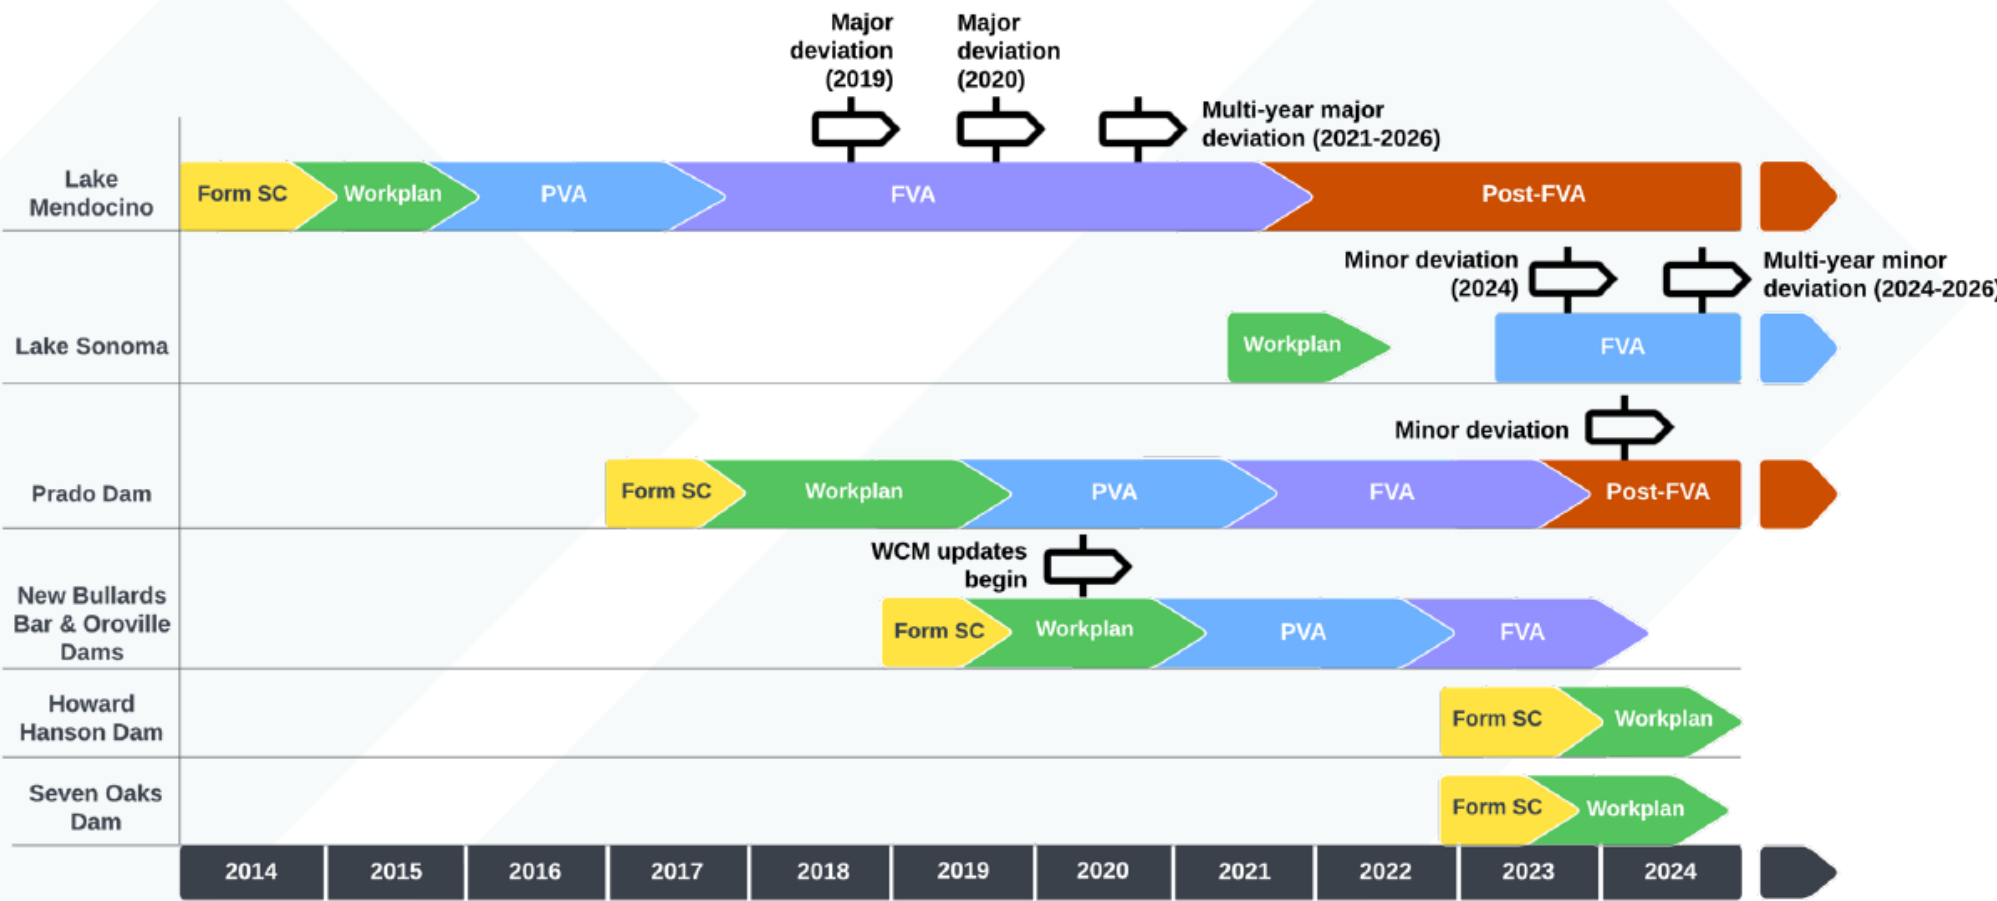 Major
deviation
(2019)
Major
deviation
(2020)
Multi-year major
deviation (2021-2026)
Lake
Mendocino
Form SC
Workplan
PVA
FVA
Post-FVA
Minor deviation
(2024)
Multi-year minor
deviation (2024-2026)
Lake Sonoma
Workplan
FVA
Minor deviation
Prado Dam
Form SC
Workplan
PVA
FVA
Post-FVA
WCM updates
begin
New Bullards
Bar & Oroville
Dams
Form SC
Workplan
PVA
FVA
Howard
Hanson Dam
Form SC
Workplan
Seven Oaks
Dam
Form SC
Workplan
2014 2015 2016 2017 2018 2019 2020 2021 2022 2023 2024